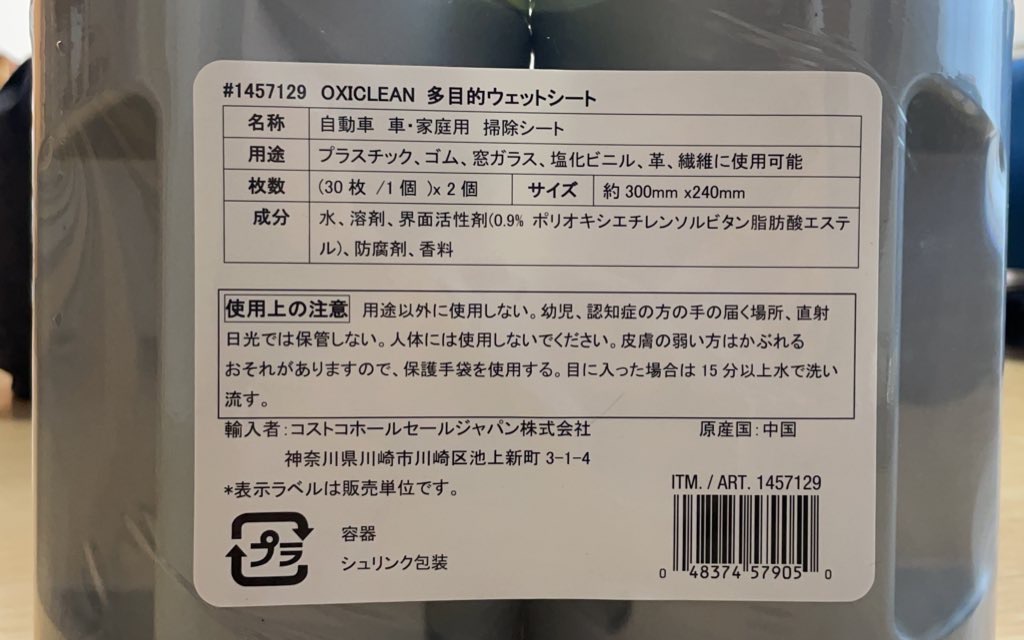 #1457129 OXICLEAN 多目的ウェットシート
名称 自動車 車・家庭用 掃除シート
用途 プラスチック、ゴム、窓ガラス、塩化ビニル、革、繊維に使用可能
枚数 (30枚 /1個 )x 2個 サイズ 約300mm x240mm
成分 水、溶剤、界面活性剤(0.9% ポリオキシエチレンソルビタン脂肪酸エステ
ル)、防腐剤、香料
使用上の注意 用途以外に使用しない。幼児、認知症の方の手の届く場所、直射
日光では保管しない。人体には使用しないでください。皮膚の弱い方はかぶれる
おそれがありますので、保護手袋を使用する。目に入った場合は15分以上水で洗い
流す。
輸入者:コストコホールセールジャパン株式会社 原産国:中国
神奈川県川崎市川崎区池上新町3-1-4
*表示ラベルは販売単位です。
ITM. / ART. 1457129
プラ 容器
シュリンク包装
0 48374 57905 0